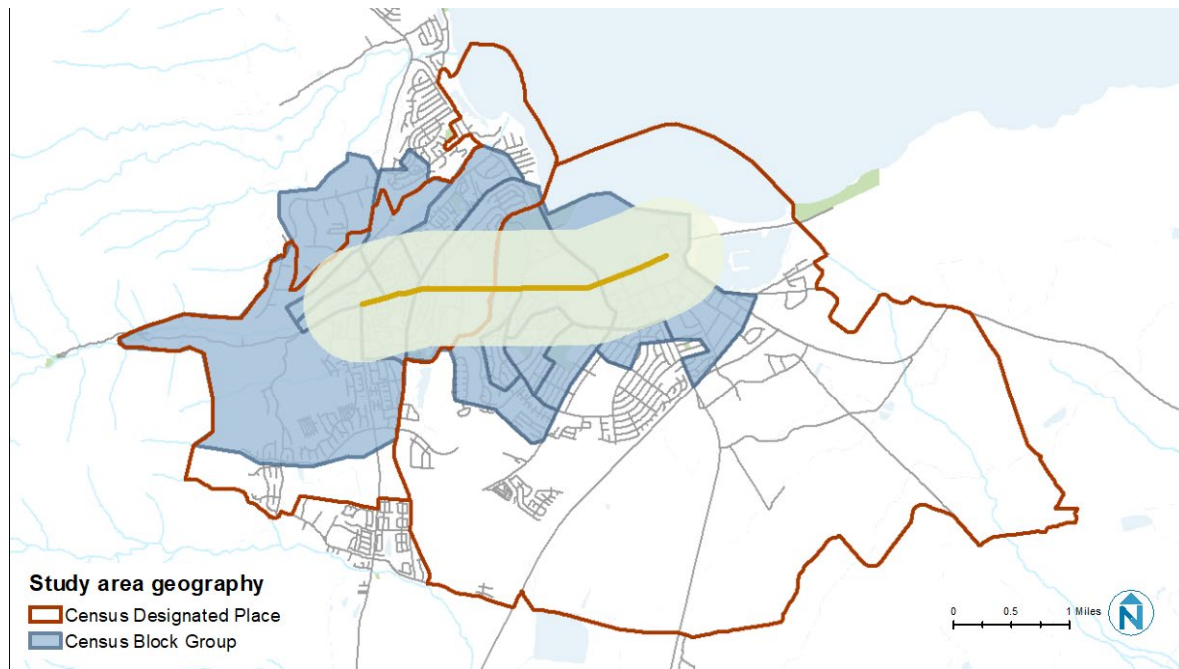 Study area geography
Census Designated Place
Census Block Group
0 0.5 1 Miles
N